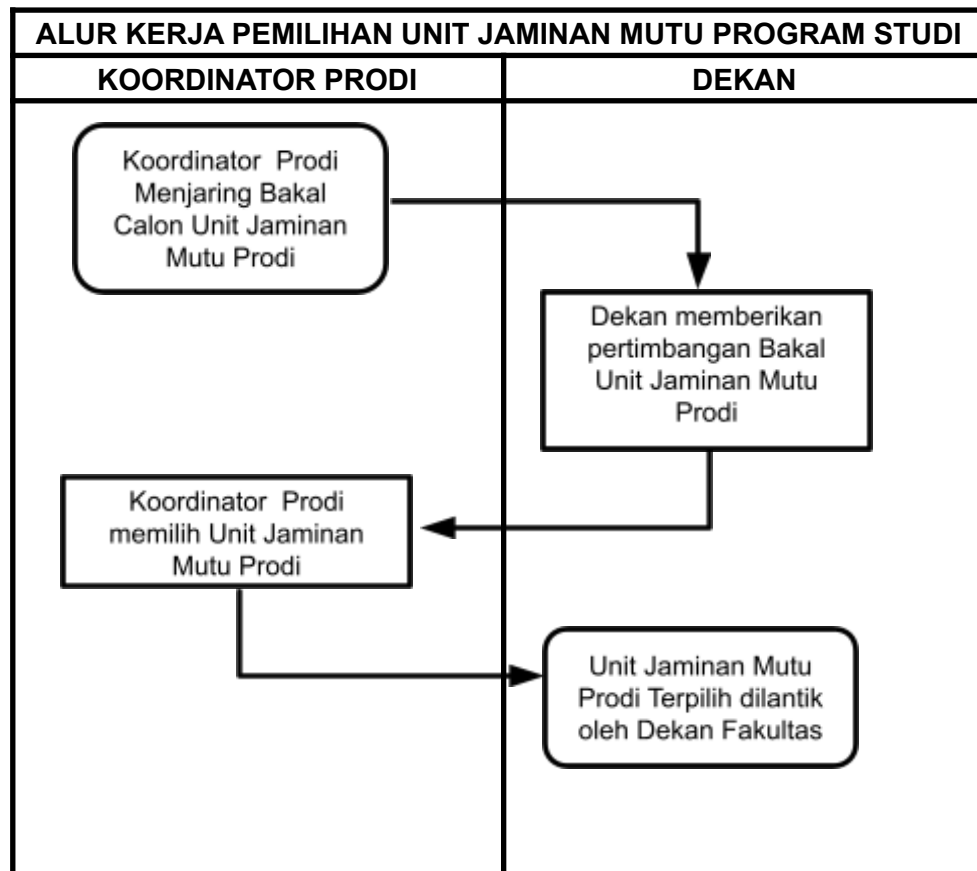 ALUR KERJA PEMILIHAN UNIT JAMINAN MUTU PROGRAM STUDI
KOORDINATOR PRODI
DEKAN
Koordinator Prodi
Menjaring Bakal
Calon Unit Jaminan
Mutu Prodi
Dekan memberikan
pertimbangan Bakal
Unit Jaminan Mutu
Prodi
Koordinator Prodi
memilih Unit Jaminan
Mutu Prodi
Unit Jaminan Mutu
Prodi Terpilih dilantik
oleh Dekan Fakultas